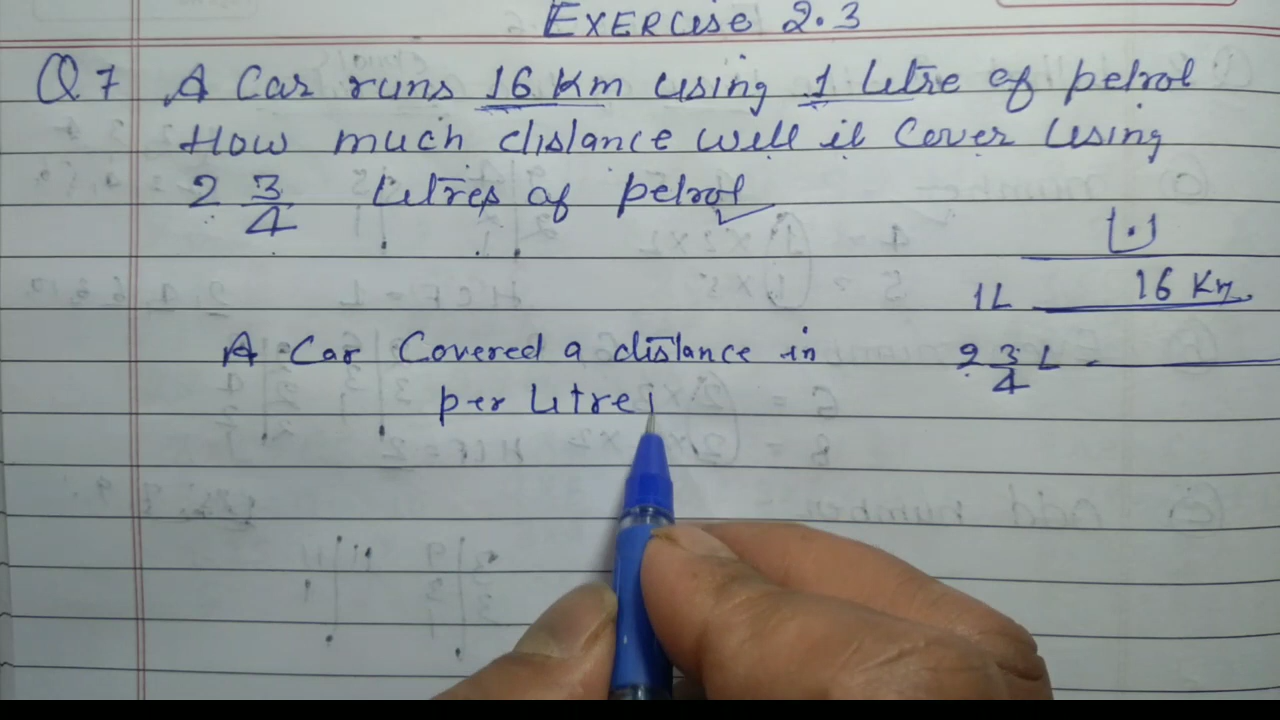 EXERCISE 2.3
Q7 A Car runs 16 Km using 1 Litre of petrol
How much distance will it Cover Using
2 3/4 Litres of petrol
1L 16 Km
A Car Covered a distance in
2 3/4 L
per Litre